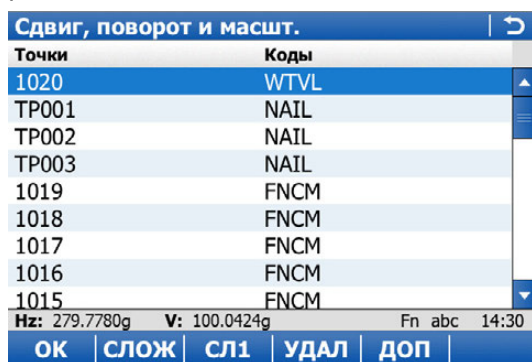 Сдвиг, поворот и масшт.
Точки Коды
1020 WTVL
TP001 NAIL
TP002 NAIL
TP003 NAIL
1019 FNCM
1018 FNCM
1017 FNCM
1016 FNCM
1015 FNCM
Hz: 279.7780g V: 100.0424g Fn abc 14:30
ОК СЛОЖ СЛ1 УДАЛ ДОП